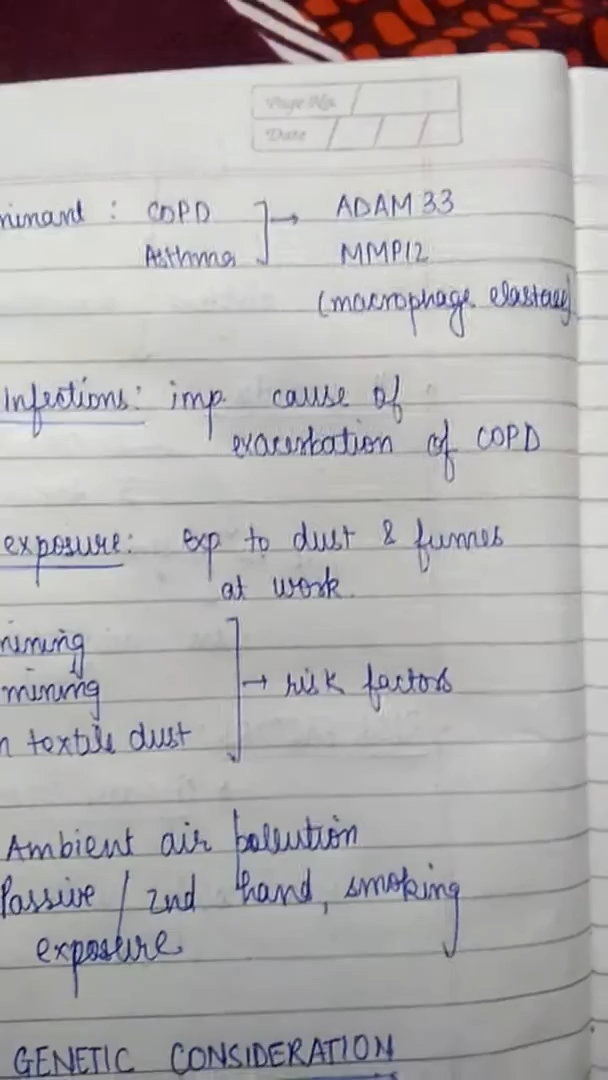 Page No.
Date
minant : COPD ] → ADAM 33
Asthma MMP12
(macrophage elastase)
infections: imp. cause of
exacerbation of COPD
exposure: exp to dust & fumes
at work.
mining
mining → risk factors
textile dust
Ambient air pollution
Passive / 2nd hand, smoking
exposure
GENETIC CONSIDERATION